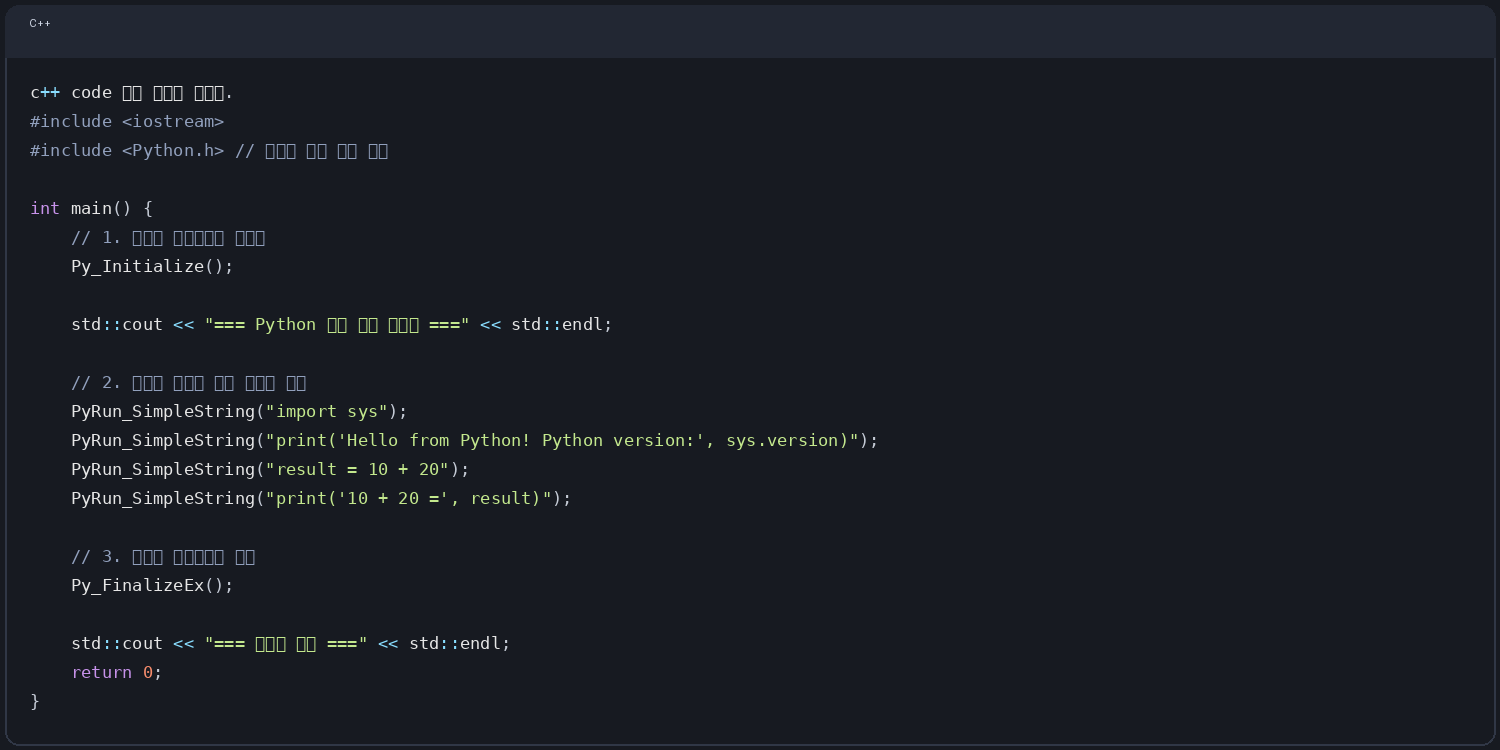 C++
c++ code .
#include <iostream>
#include <Python.h> //
int main() {
// 1.
Py_Initialize();
std::cout << "=== Python ===" << std::endl;
// 2.
PyRun_SimpleString("import sys");
PyRun_SimpleString("print('Hello from Python! Python version:', sys.version)");
PyRun_SimpleString("result = 10 + 20");
PyRun_SimpleString("print('10 + 20 =', result)");
// 3.
Py_FinalizeEx();
std::cout << "=== ===" << std::endl;
return 0;
}